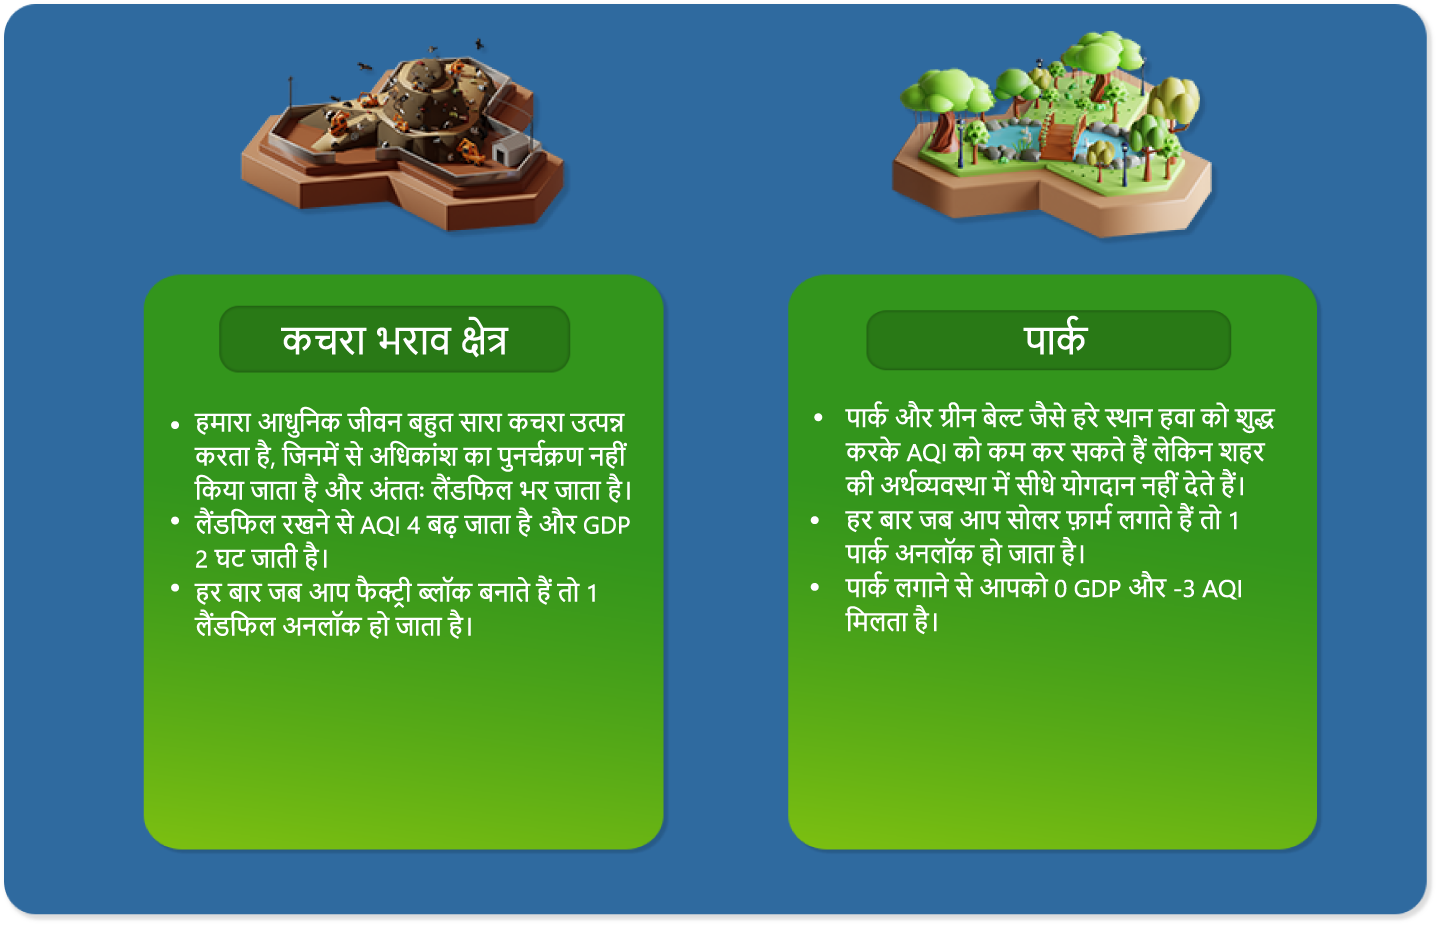 कचरा भराव क्षेत्र
• हमारा आधुनिक जीवन बहुत सारा कचरा उत्पन्न
करता है, जिनमें से अधिकांश का पुनर्चक्रण नहीं
किया जाता है और अंततः लैंडफिल भर जाता है।
• लैंडफिल रखने से AQI 4 बढ़ जाता है और GDP
2 घट जाती है।
• हर बार जब आप फैक्ट्री ब्लॉक बनाते हैं तो 1
लैंडफिल अनलॉक हो जाता है।
पार्क
• पार्क और ग्रीन बेल्ट जैसे हरे स्थान हवा को शुद्ध
करके AQI को कम कर सकते हैं लेकिन शहर
की अर्थव्यवस्था में सीधे योगदान नहीं देते हैं।
• हर बार जब आप सोलर फ़ार्म लगाते हैं तो 1
पार्क अनलॉक हो जाता है।
• पार्क लगाने से आपको 0 GDP और -3 AQI
मिलता है।